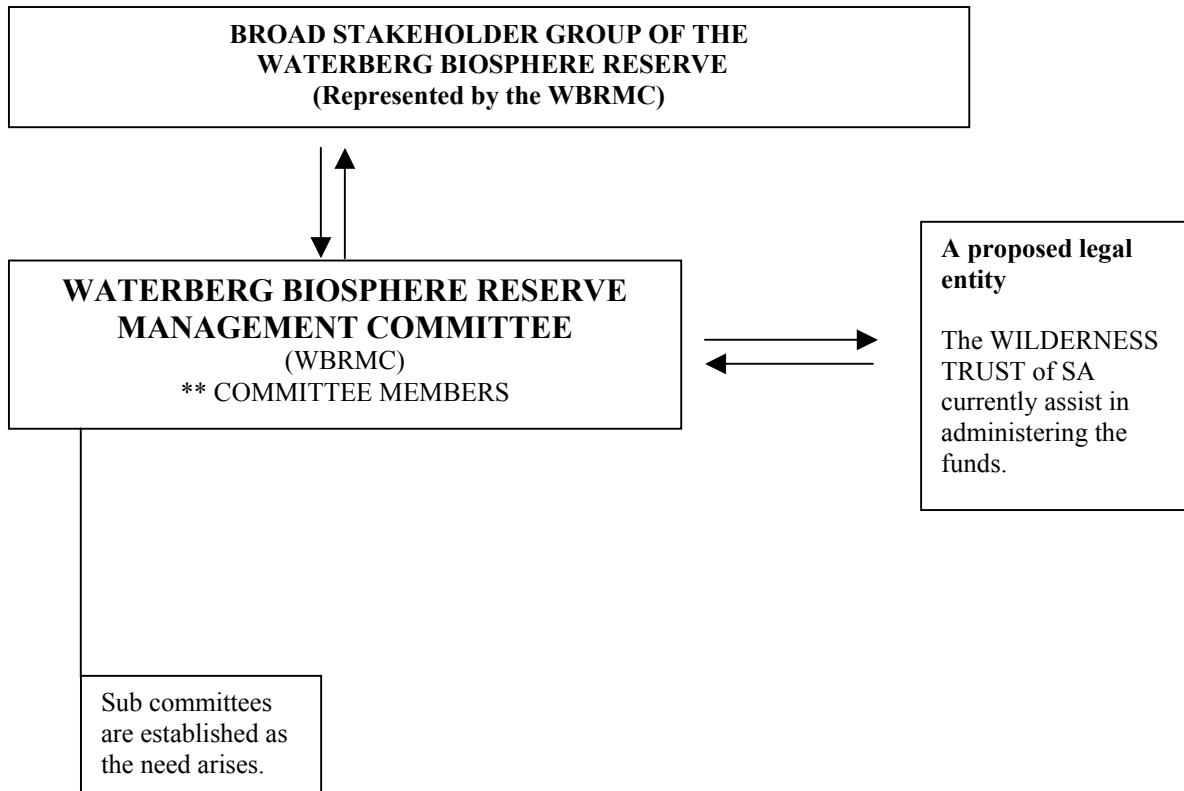 BROAD STAKEHOLDER GROUP OF THE
WATERBERG BIOSPHERE RESERVE
(Represented by the WBRMC)
WATERBERG BIOSPHERE RESERVE
MANAGEMENT COMMITTEE
(WBRMC)
** COMMITTEE MEMBERS
A proposed legal
entity
The WILDERNESS
TRUST of SA
currently assist in
administering the
funds.
Sub committees
are established as
the need arises.